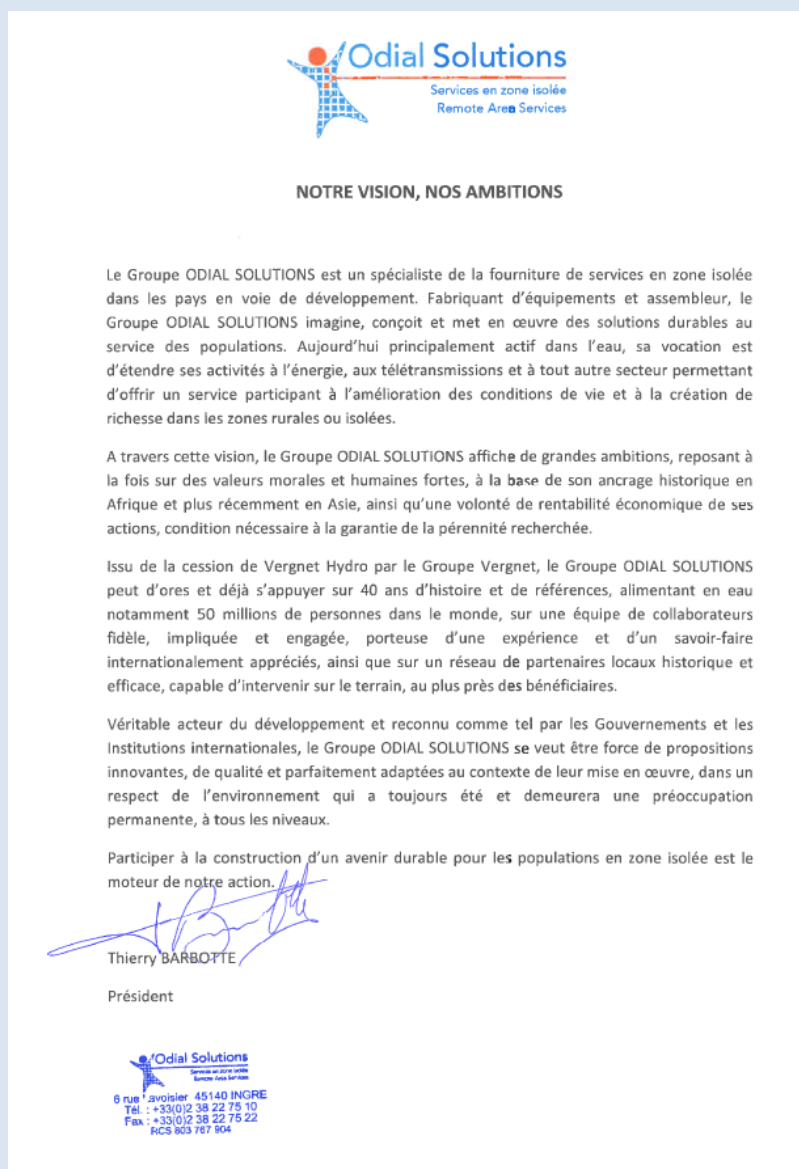 Odial Solutions
Services en zone isolée
Remote Area Services
NOTRE VISION, NOS AMBITIONS
Le Groupe ODIAL SOLUTIONS est un spécialiste de la fourniture de services en zone isolée
dans les pays en voie de développement. Fabriquant d'équipements et assembleur, le
Groupe ODIAL SOLUTIONS imagine, conçoit et met en œuvre des solutions durables au
service des populations. Aujourd'hui principalement actif dans l'eau, sa vocation est
d'étendre ses activités à l'énergie, aux télétransmissions et à tout autre secteur permettant
d'offrir un service participant à l'amélioration des conditions de vie et à la création de
richesse dans les zones rurales ou isolées.
A travers cette vision, le Groupe ODIAL SOLUTIONS affiche de grandes ambitions, reposant à
la fois sur des valeurs morales et humaines fortes, à la base de son ancrage historique en
Afrique et plus récemment en Asie, ainsi qu'une volonté de rentabilité économique de ses
actions, condition nécessaire à la garantie de la pérennité recherchée.
Issu de la cession de Vergnet Hydro par le Groupe Vergnet, le Groupe ODIAL SOLUTIONS
peut d'ores et déjà s'appuyer sur 40 ans d'histoire et de références, alimentant en eau
notamment 50 millions de personnes dans le monde, sur une équipe de collaborateurs
fidèle, impliquée et engagée, porteuse d'une expérience et d'un savoir-faire
internationalement appréciés, ainsi que sur un réseau de partenaires locaux historique et
efficace, capable d'intervenir sur le terrain, au plus près des bénéficiaires.
Véritable acteur du développement et reconnu comme tel par les Gouvernements et les
Institutions internationales, le Groupe ODIAL SOLUTIONS se veut être force de propositions
innovantes, de qualité et parfaitement adaptées au contexte de leur mise en œuvre, dans un
respect de l'environnement qui a toujours été et demeurera une préoccupation
permanente, à tous les niveaux.
Participer à la construction d'un avenir durable pour les populations en zone isolée est le
moteur de notre action.
Thierry BARBOTTE
Président
Odial Solutions
Services en zone isolée
Remote Area Services
6 rue avoisier 45140 INGRE
Tél. : +33(0)2 38 22 75 10
Fax : +33(0)2 38 22 75 22
RCS 803 767 904